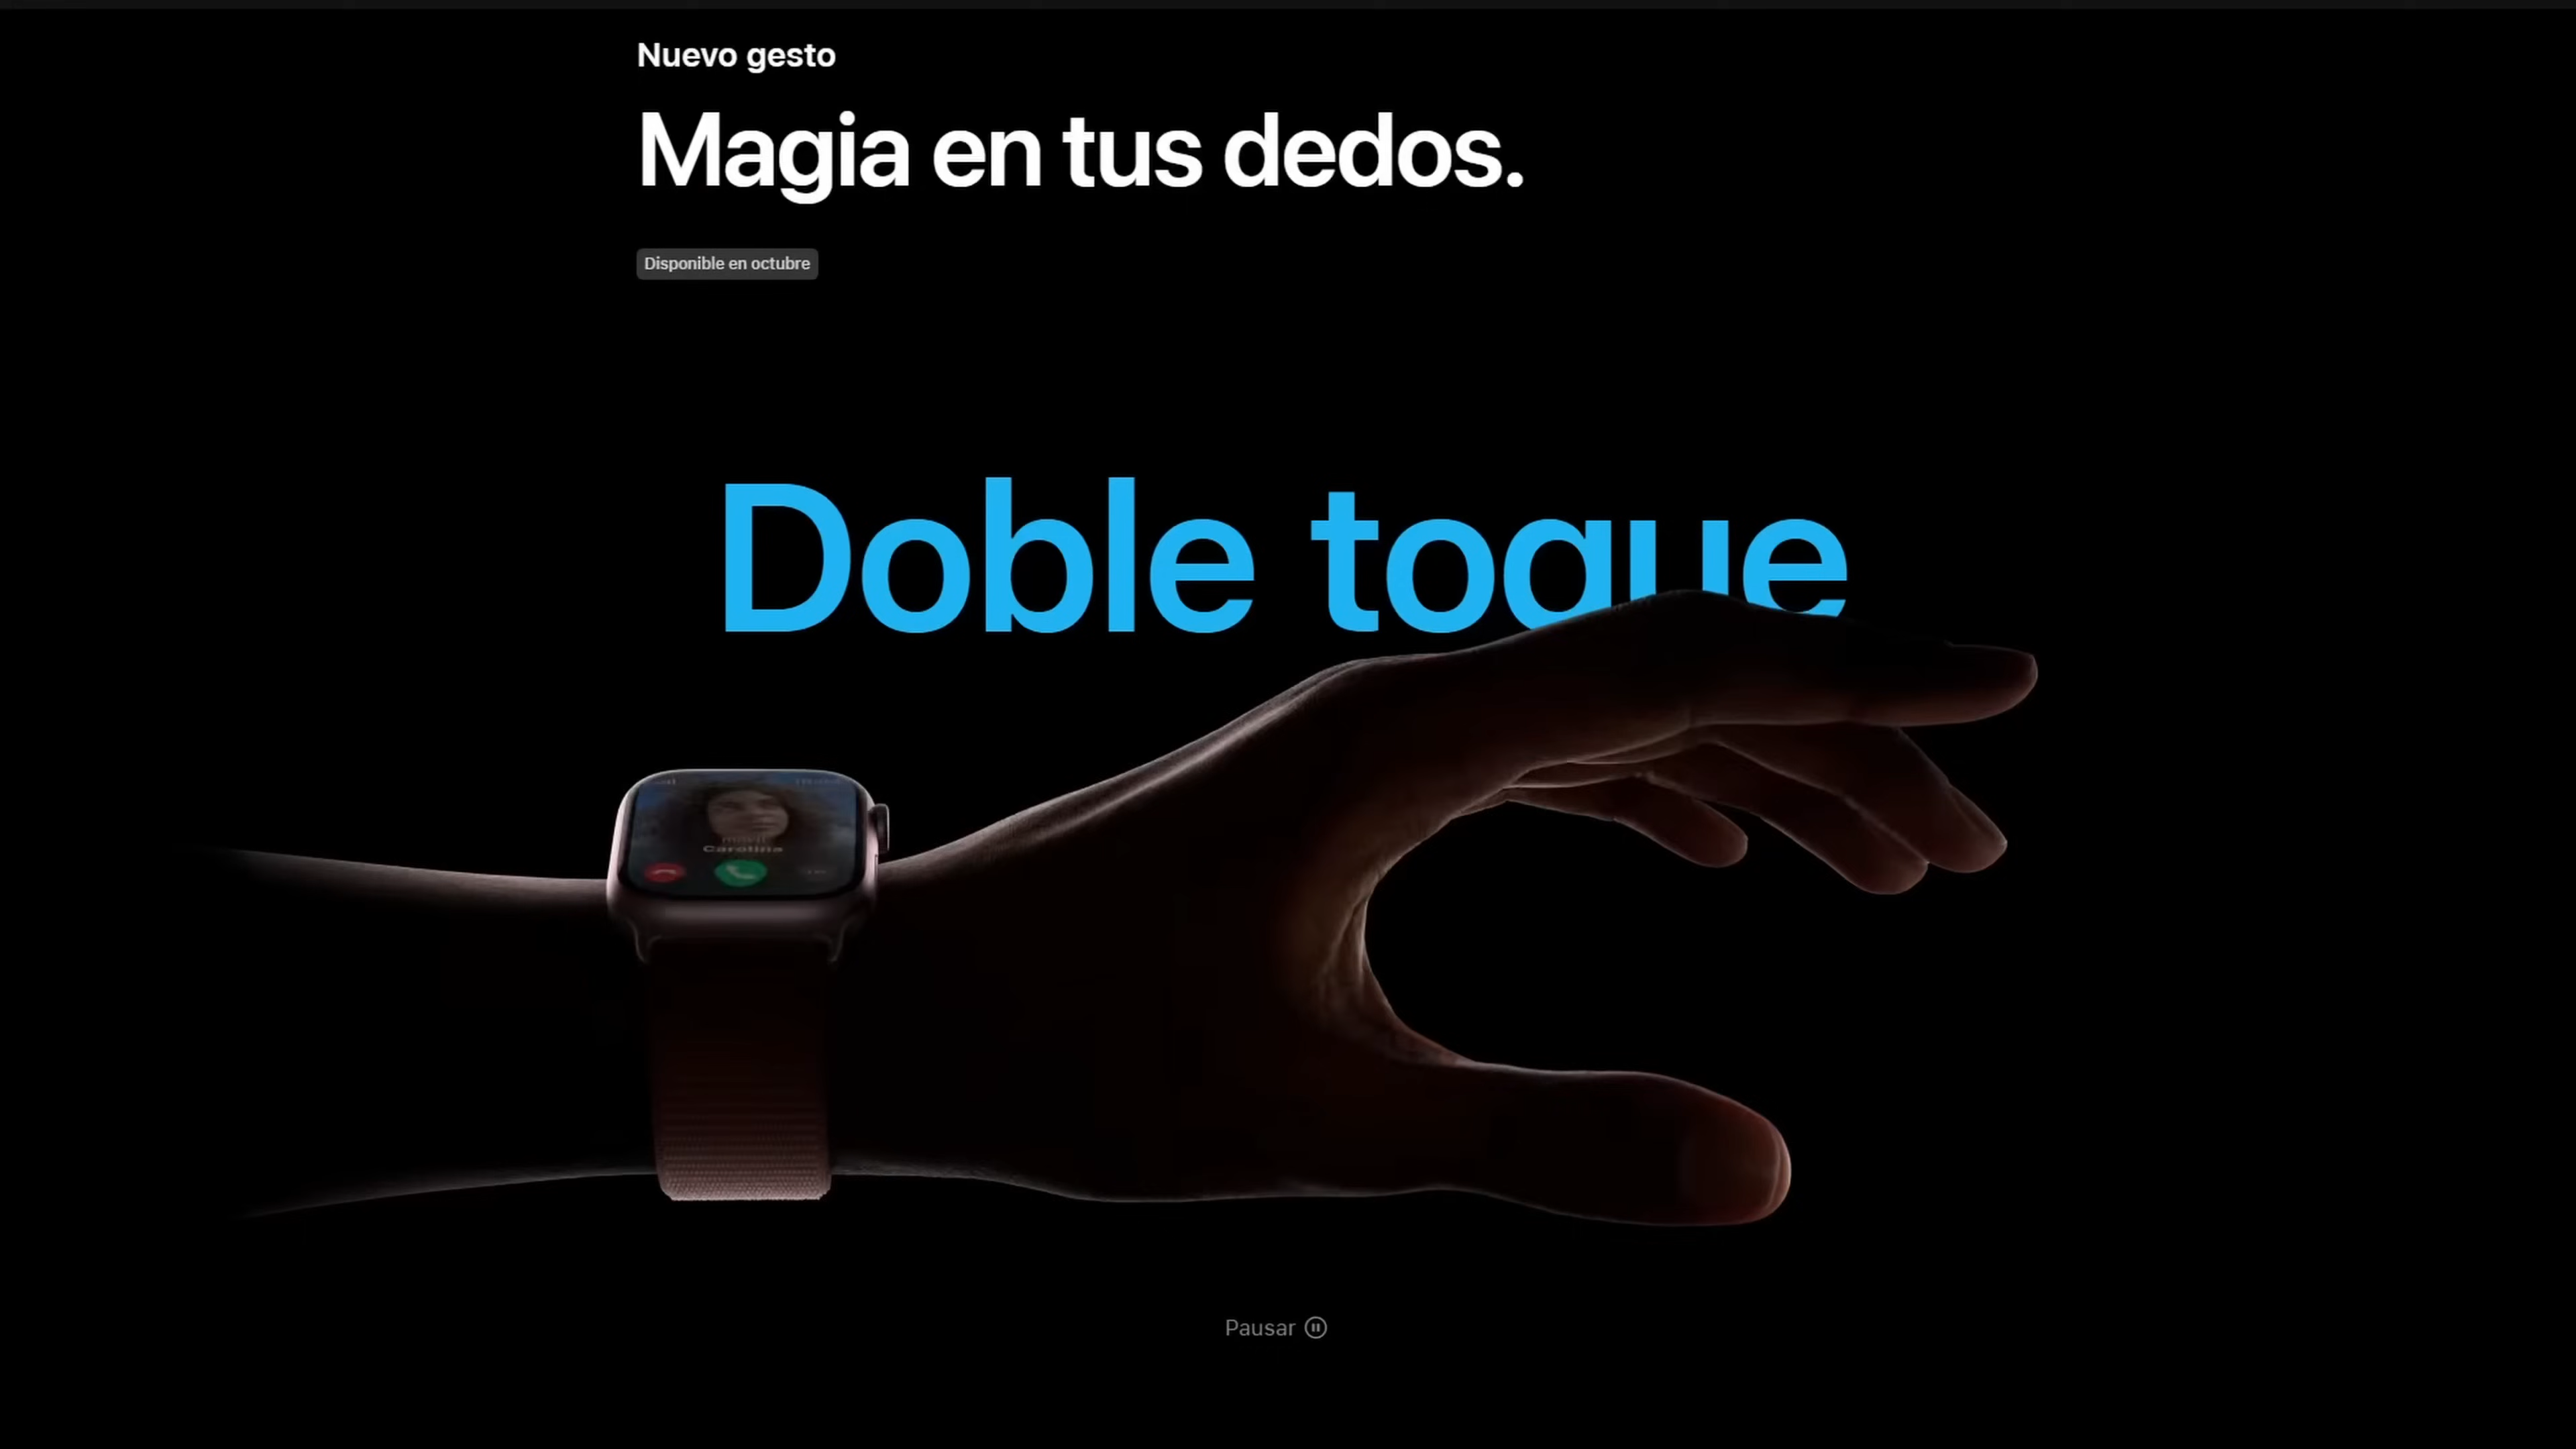 Nuevo gesto
Magia en tus dedos.
Disponible en octubre
Doble toque
Carolina
Pausar